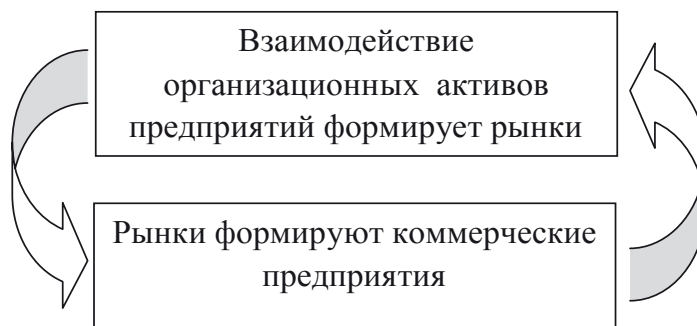 Взаимодействие
организационных активов
предприятий формирует рынки
Рынки формируют коммерческие
предприятия